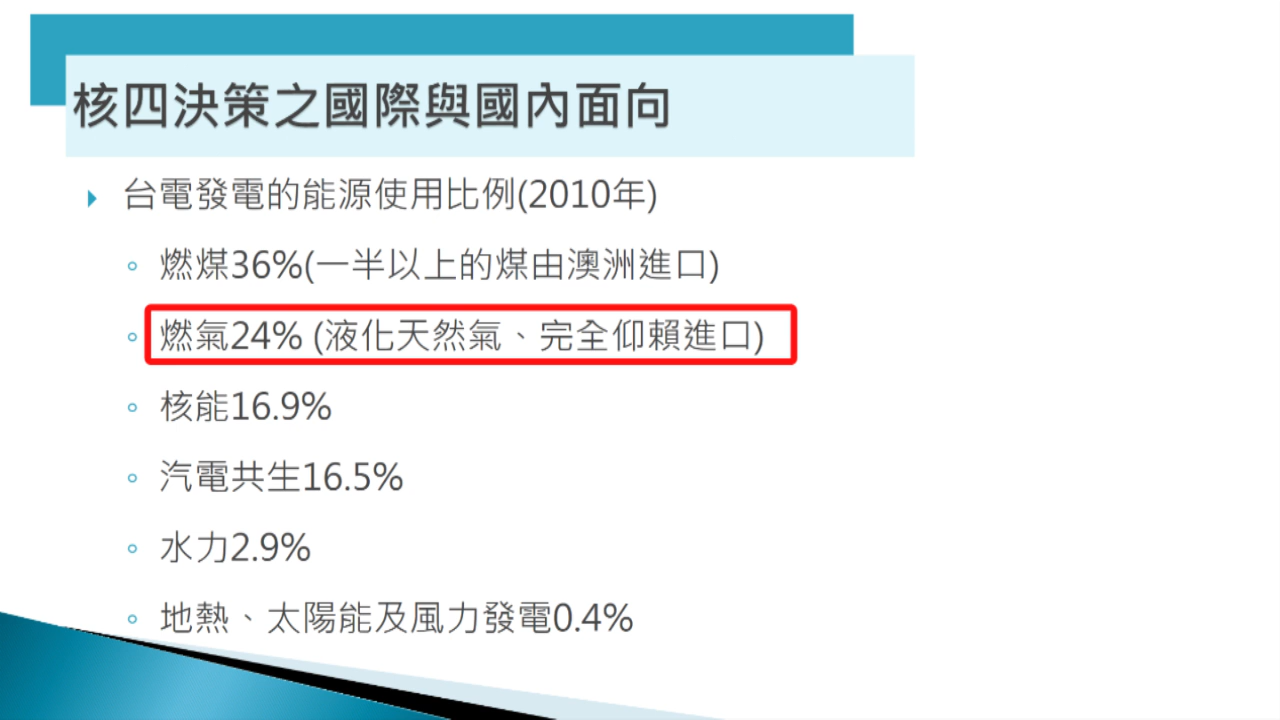 核四決策之國際與國內面向
台電發電的能源使用比例(2010年)
燃煤36%(一半以上的煤由澳洲進口)
燃氣24% (液化天然氣、完全仰賴進口)
核能16.9%
汽電共生16.5%
水力2.9%
地熱、太陽能及風力發電0.4%